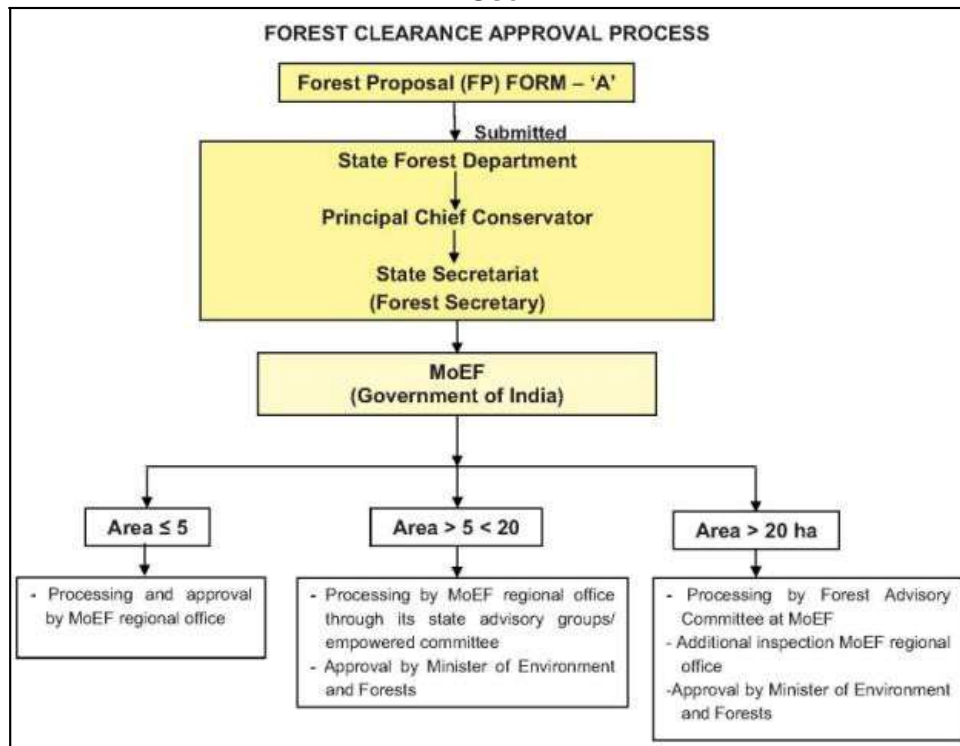 FOREST CLEARANCE APPROVAL PROCESS
Forest Proposal (FP) FORM – ‘A’
Submitted
State Forest Department
Principal Chief Conservator
State Secretariat
(Forest Secretary)
MoEF
(Government of India)
Area ≤ 5
Area > 5 < 20
Area > 20 ha
- Processing and approval
by MoEF regional office
- Processing by MoEF regional office
through its state advisory groups/
empowered committee
- Approval by Minister of Environment
and Forests
- Processing by Forest Advisory
Committee at MoEF
- Additional inspection MoEF regional
office
-Approval by Minister of Environment
and Forests